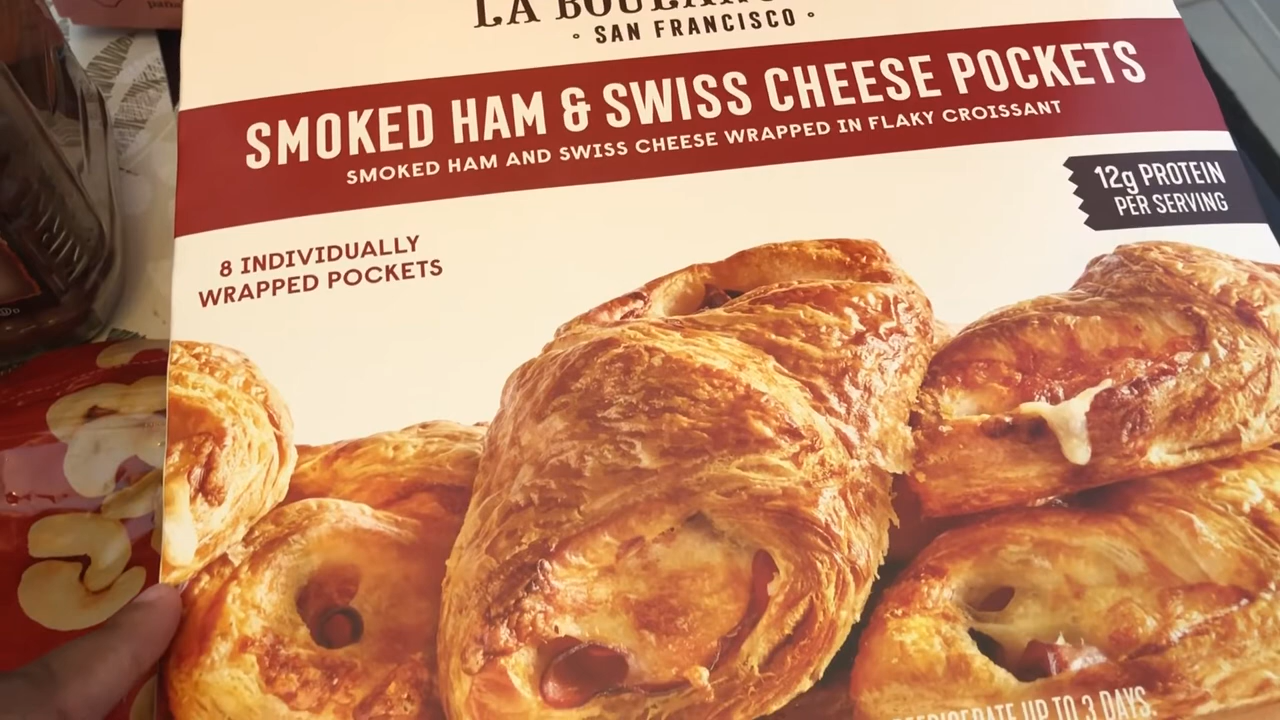 LA
SAN FRANCISCO
SMOKED HAM & SWISS CHEESE POCKETS
SMOKED HAM AND SWISS CHEESE WRAPPED IN FLAKY CROISSANT
12g PROTEIN
PER SERVING
8 INDIVIDUALLY
WRAPPED POCKETS
UP TO 3 DAYS.